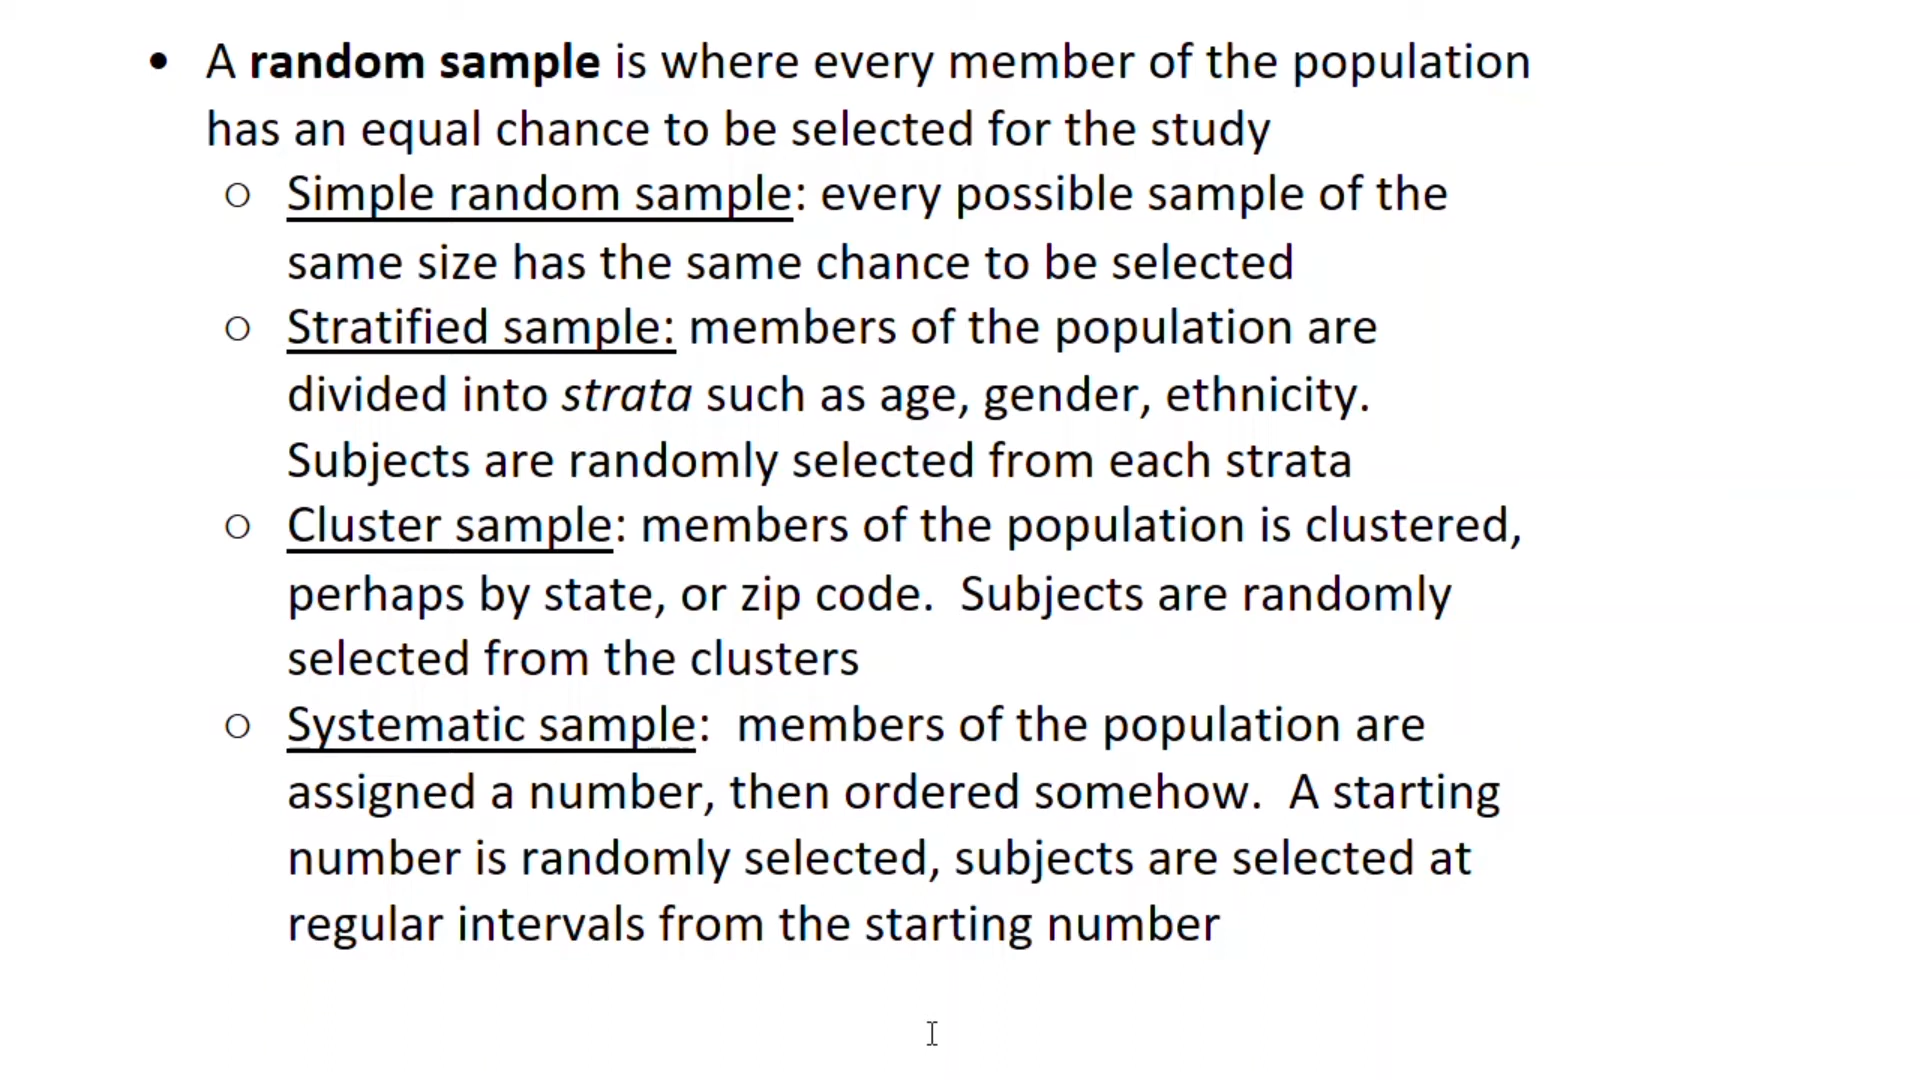 • A random sample is where every member of the population
has an equal chance to be selected for the study
○ Simple random sample: every possible sample of the
same size has the same chance to be selected
○ Stratified sample: members of the population are
divided into strata such as age, gender, ethnicity.
Subjects are randomly selected from each strata
○ Cluster sample: members of the population is clustered,
perhaps by state, or zip code.  Subjects are randomly
selected from the clusters
○ Systematic sample:  members of the population are
assigned a number, then ordered somehow.  A starting
number is randomly selected, subjects are selected at
regular intervals from the starting number